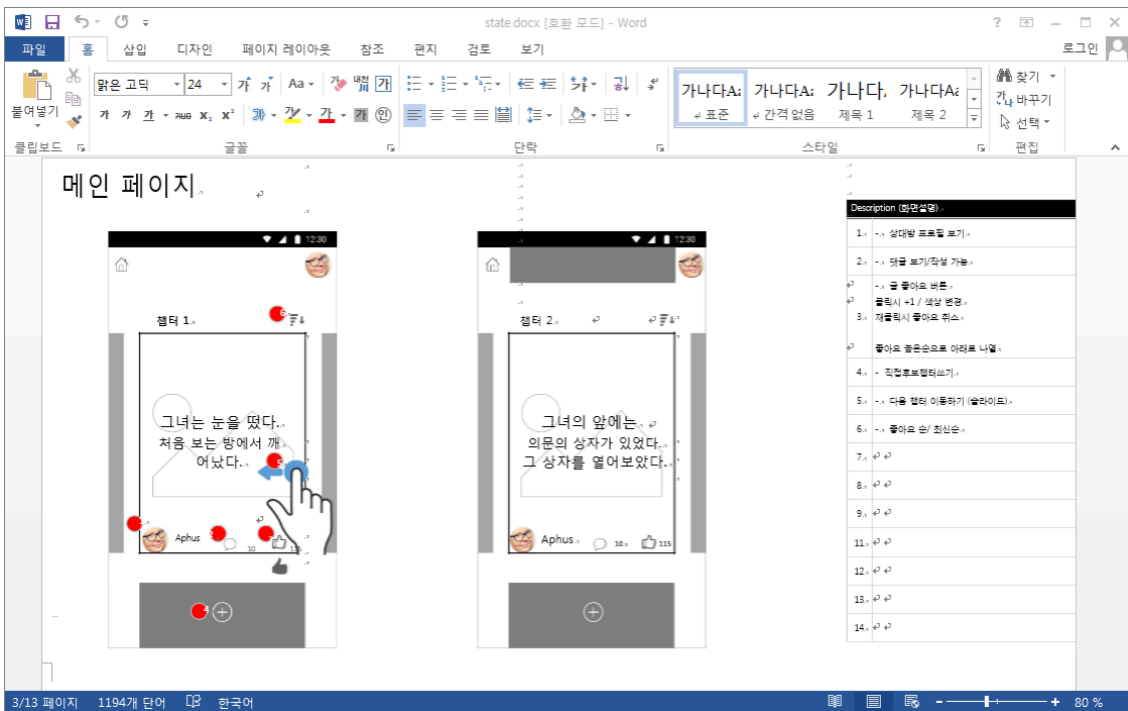 state.docx [호환 모드] - Word
파일 홈 삽입 디자인 페이지 레이아웃 참조 편지 검토 보기 로그인
붙여넣기
맑은 고딕 24
가나다A 가나다A 가나다 가나다A
표준 간격 없음 제목 1 제목 2
찾기
바꾸기
선택
클립보드 글꼴 단락 스타일 편집
메인 페이지
12:30
챕터 1.
그녀는 눈을 떴다.
처음 보는 방에서 깨
어났다.
Aphus
10
12:30
챕터 2.
그녀의 앞에는
의문의 상자가 있었다.
그 상자를 열어보았다.
Aphus
10
115
Description (화면설명)
1. - 상대방 프로필 보기
2. - 댓글 보기/작성 가능
- 글 좋아요 버튼
클릭시 +1 / 색상 변경
3. 재클릭시 좋아요 취소
좋아요 높은순으로 아래로 나열
4. - 직접후보챕터쓰기
5. - 다음 챕터 이동하기 (슬라이드)
6. - 좋아요 순/ 최신순
7.
8.
9.
11.
12.
13.
14.
3/13 페이지 1194개 단어 한국어 80 %